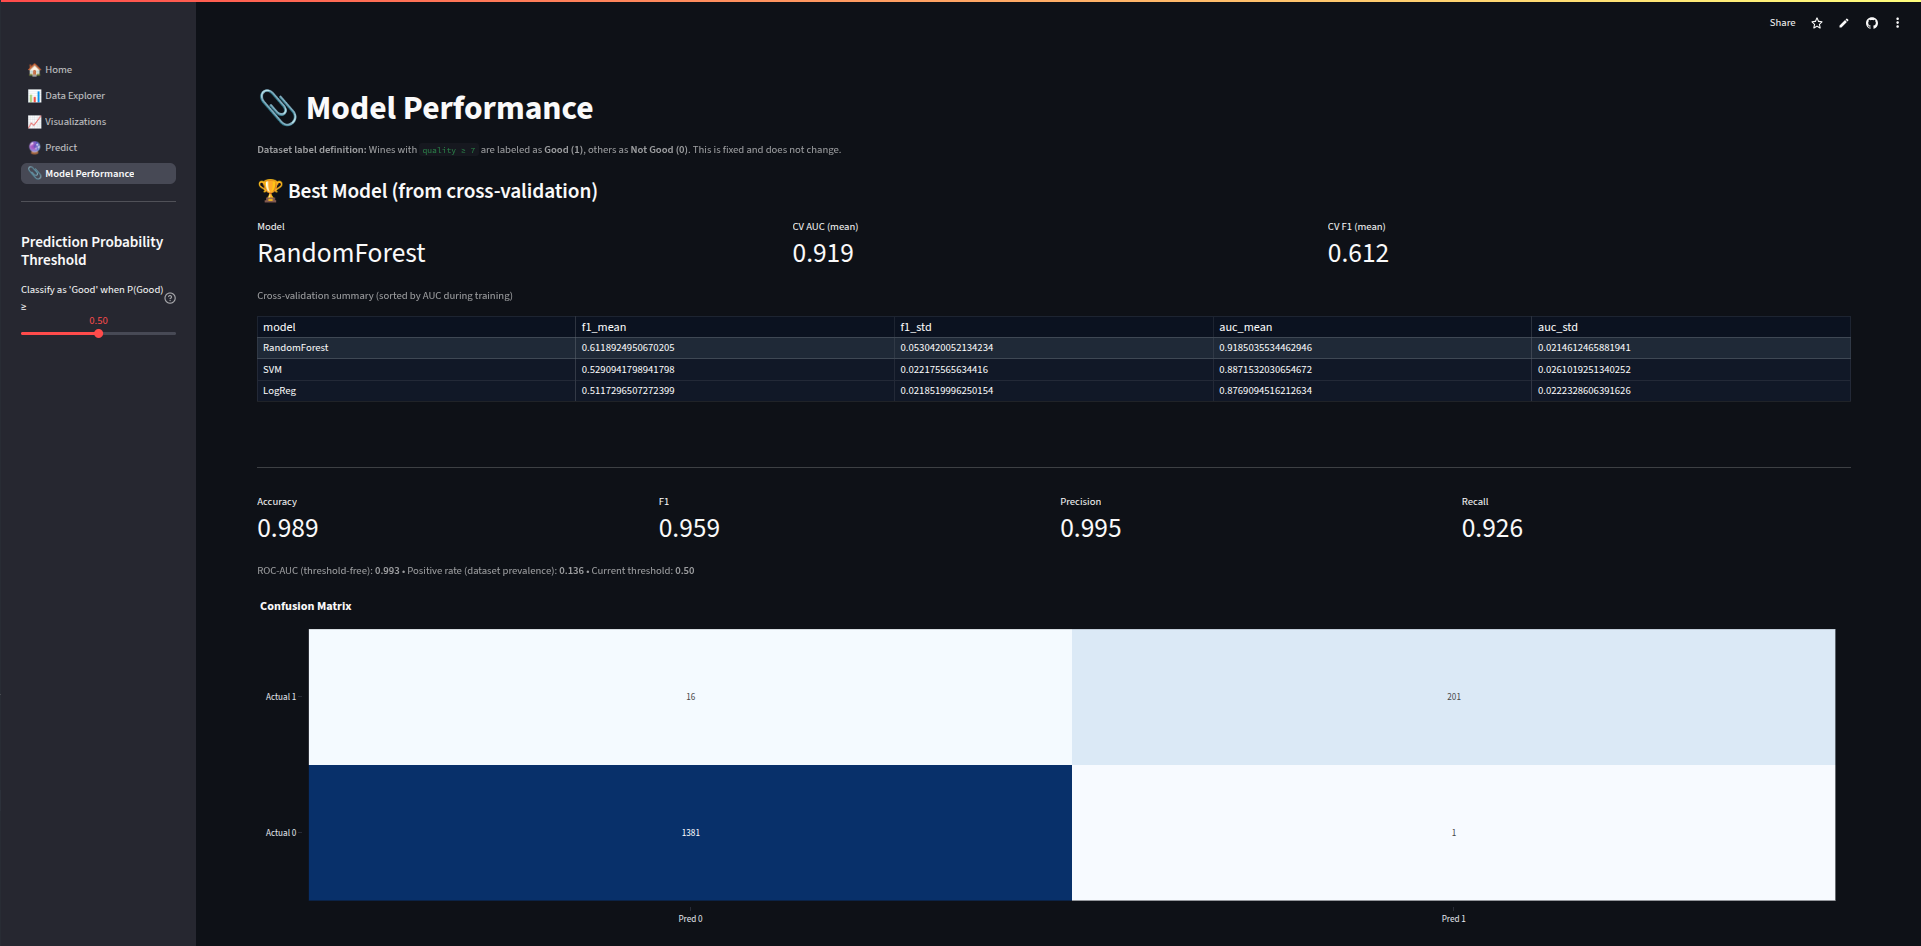 Share
🏠 Home
📊 Data Explorer
📈 Visualizations
🔮 Predict
📎 Model Performance
Prediction Probability
Threshold
Classify as 'Good' when P(Good)
≥
0.50
📎 Model Performance
Dataset label definition: Wines with quality ≥ 7 are labeled as Good (1), others as Not Good (0). This is fixed and does not change.
🏆 Best Model (from cross-validation)
Model CV AUC (mean) CV F1 (mean)
RandomForest 0.919 0.612
Cross-validation summary (sorted by AUC during training)
model f1_mean f1_std auc_mean auc_std
RandomForest 0.6118924950670205 0.0530420052134234 0.9185035534462946 0.0214612465881941
SVM 0.5290941798941798 0.022175565634416 0.8871532030654672 0.0261019251340252
LogReg 0.5117296507272399 0.0218519996250154 0.8769094516212634 0.0222328606391626
Accuracy F1 Precision Recall
0.989 0.959 0.995 0.926
ROC-AUC (threshold-free): 0.993 • Positive rate (dataset prevalence): 0.136 • Current threshold: 0.50
Confusion Matrix
Actual 1 16 201
Actual 0 1381 1
Pred 0 Pred 1